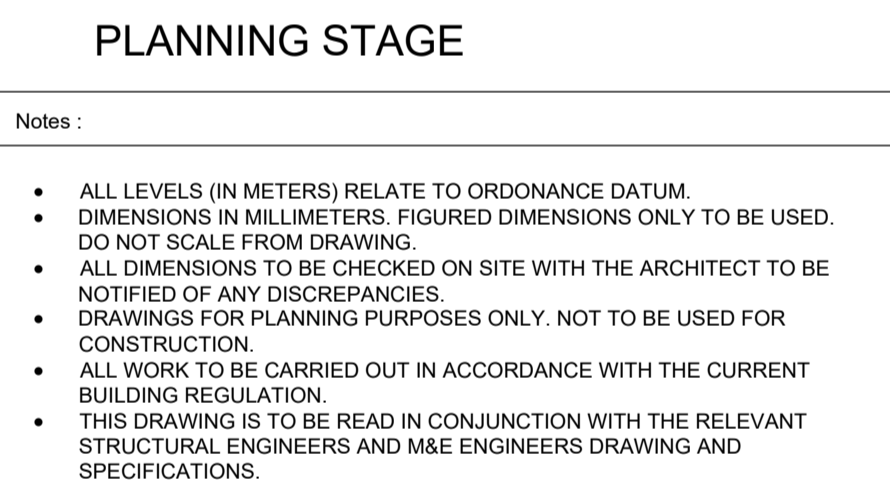 PLANNING STAGE
Notes :
• ALL LEVELS (IN METERS) RELATE TO ORDONANCE DATUM.
• DIMENSIONS IN MILLIMETERS. FIGURED DIMENSIONS ONLY TO BE USED.
DO NOT SCALE FROM DRAWING.
• ALL DIMENSIONS TO BE CHECKED ON SITE WITH THE ARCHITECT TO BE
NOTIFIED OF ANY DISCREPANCIES.
• DRAWINGS FOR PLANNING PURPOSES ONLY. NOT TO BE USED FOR
CONSTRUCTION.
• ALL WORK TO BE CARRIED OUT IN ACCORDANCE WITH THE CURRENT
BUILDING REGULATION.
• THIS DRAWING IS TO BE READ IN CONJUNCTION WITH THE RELEVANT
STRUCTURAL ENGINEERS AND M&E ENGINEERS DRAWING AND
SPECIFICATIONS.